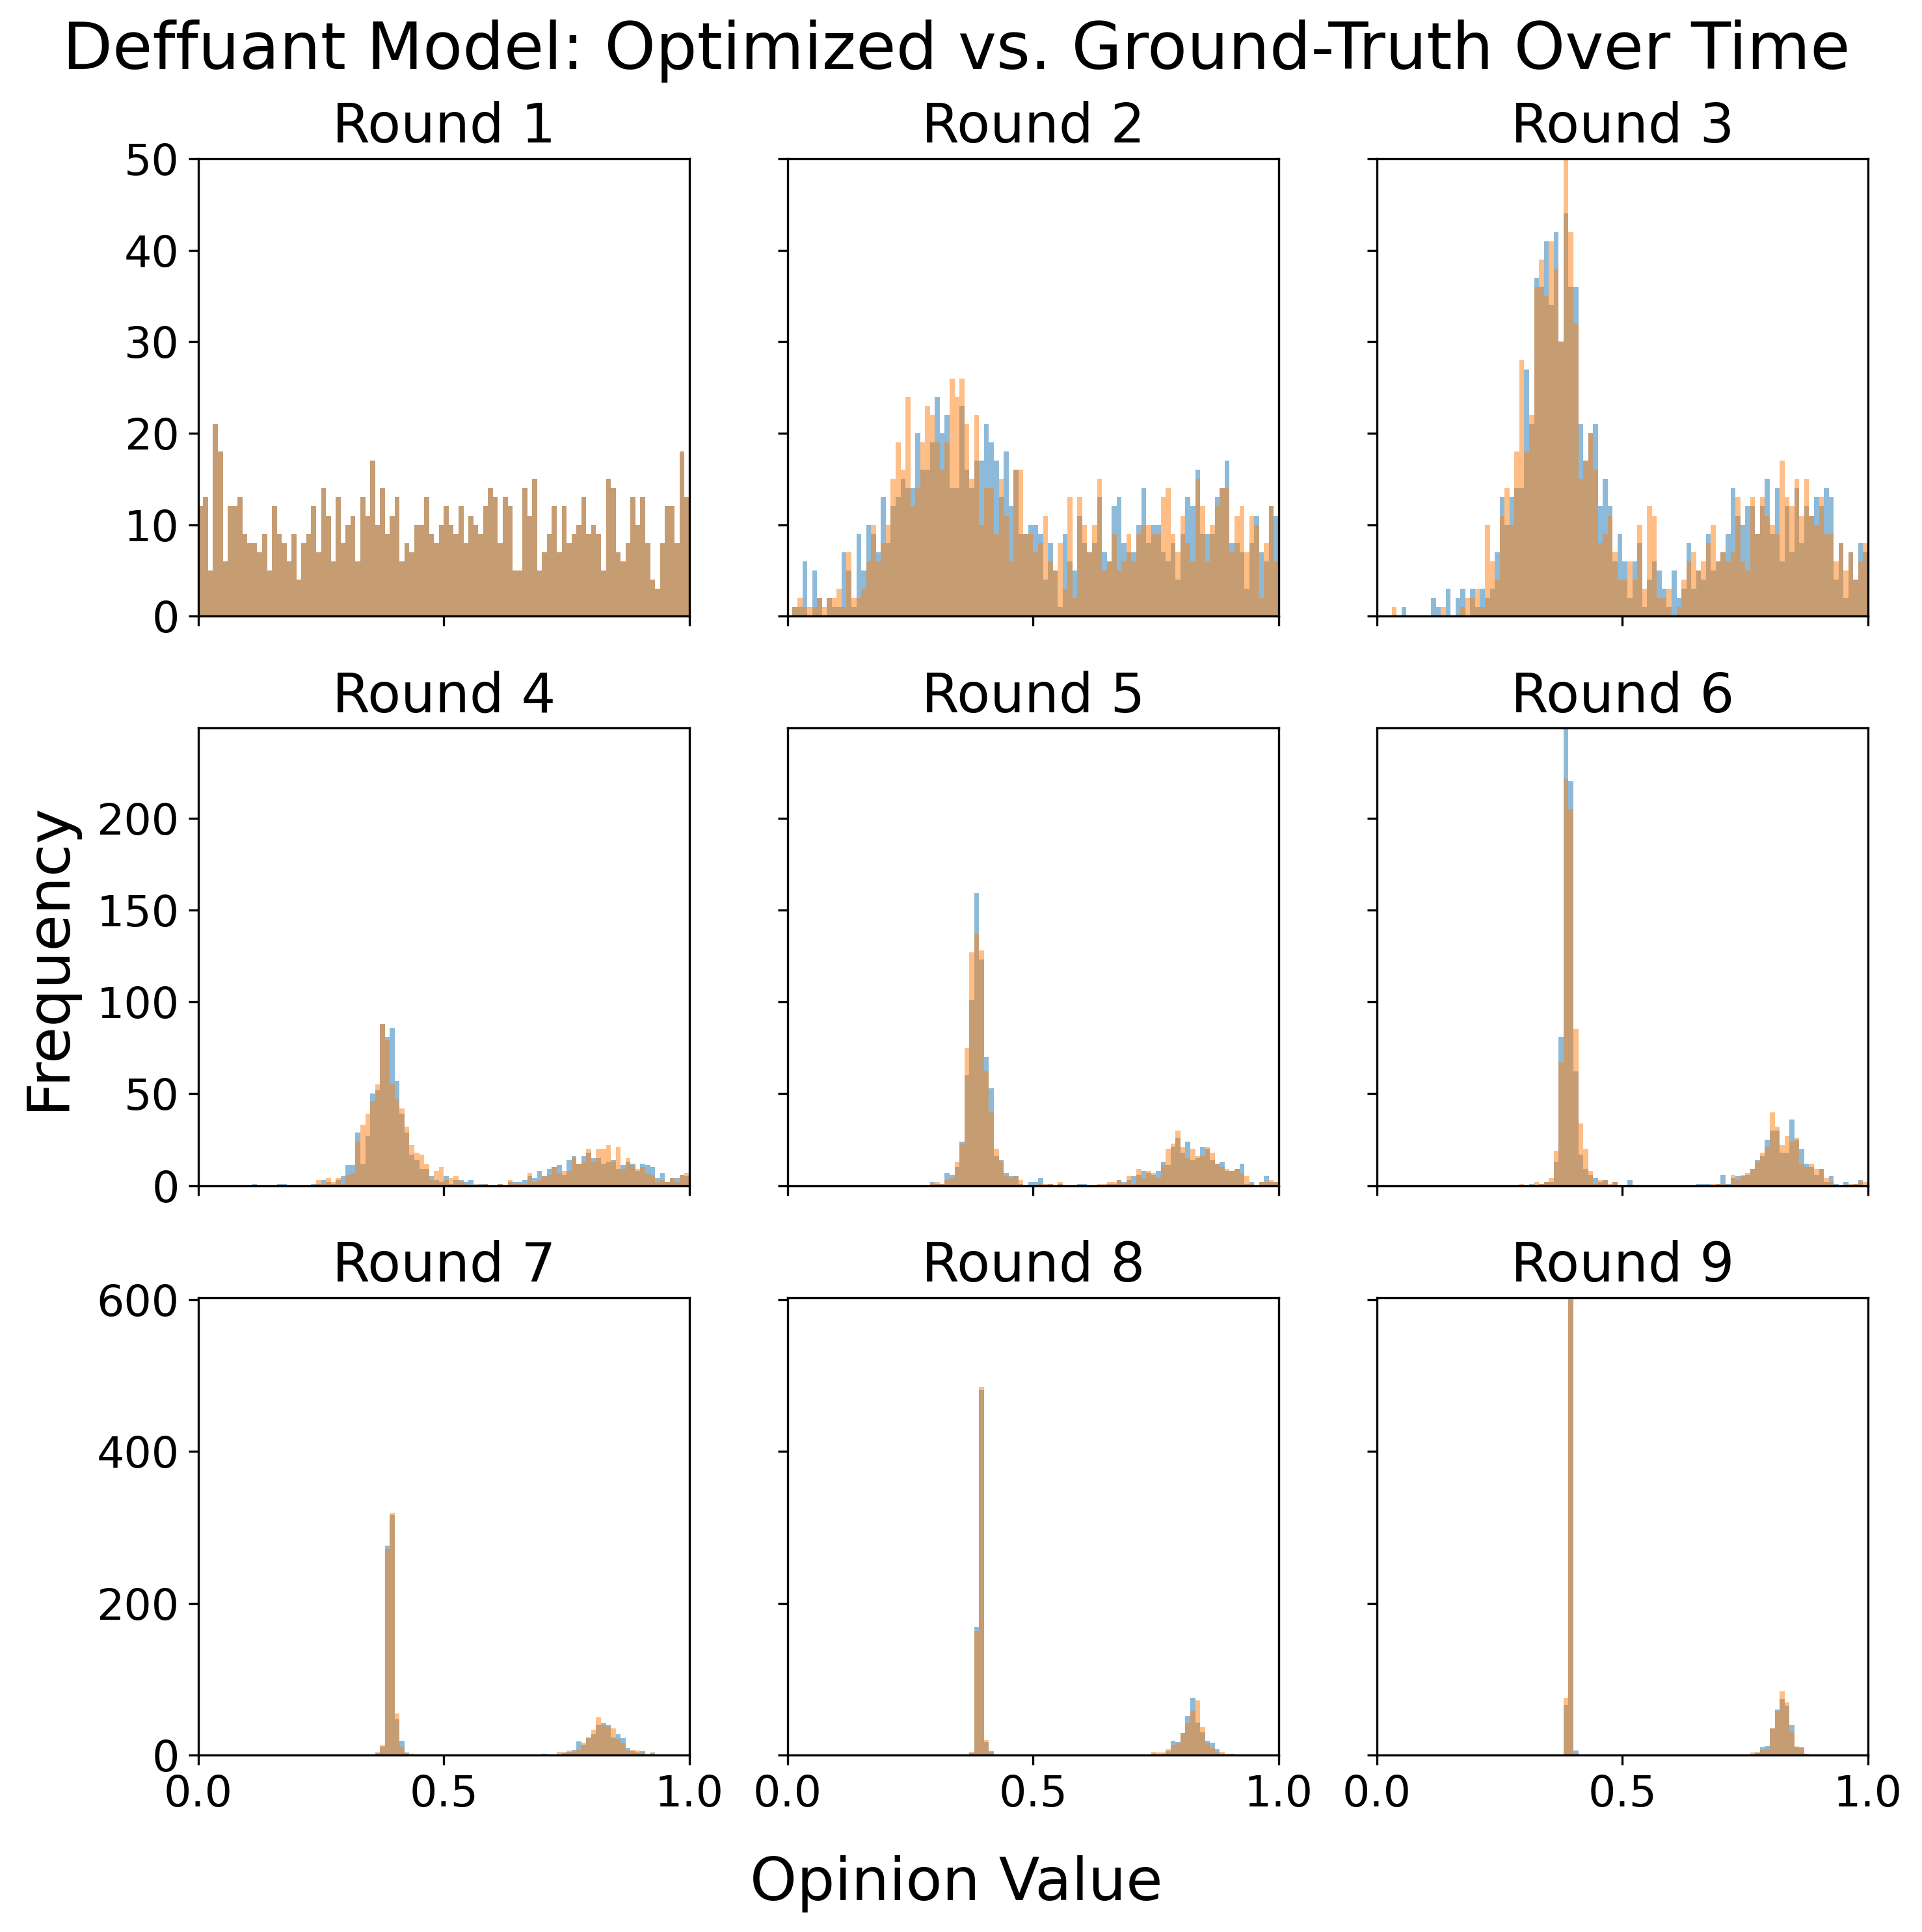 Deffuant Model: Optimized vs. Ground-Truth Over Time
Round 1 Round 2 Round 3
50
40
30
20
10
0
Round 4 Round 5 Round 6
Frequency
200
150
100
50
0
Round 7 Round 8 Round 9
600
400
200
0
0.0 0.5 1.0 0.0 0.5 1.0 0.0 0.5 1.0
Opinion Value